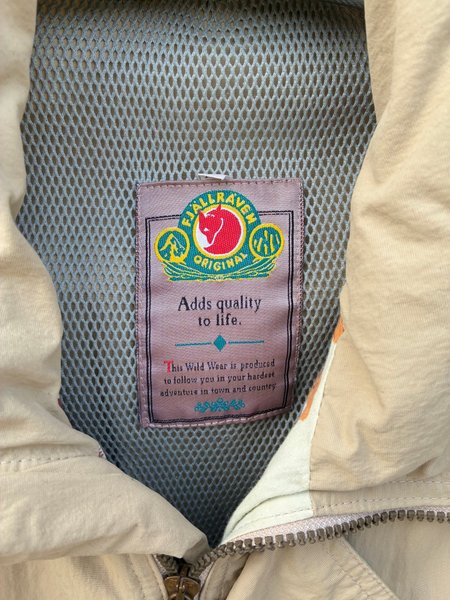 FJÄLLRÄVEN
ORIGINAL
Adds quality
to life.
This Wild Wear is produced
to follow you in your hardest
adventure in town and country